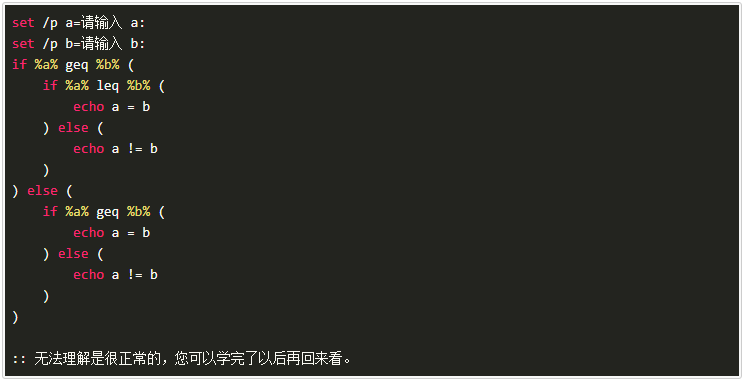 set /p a=请输入 a:
set /p b=请输入 b:
if %a% geq %b% (
    if %a% leq %b% (
        echo a = b
    ) else (
        echo a != b
    )
) else (
    if %a% geq %b% (
        echo a = b
    ) else (
        echo a != b
    )
)
:: 无法理解是很正常的，您可以学完了以后再回来看。